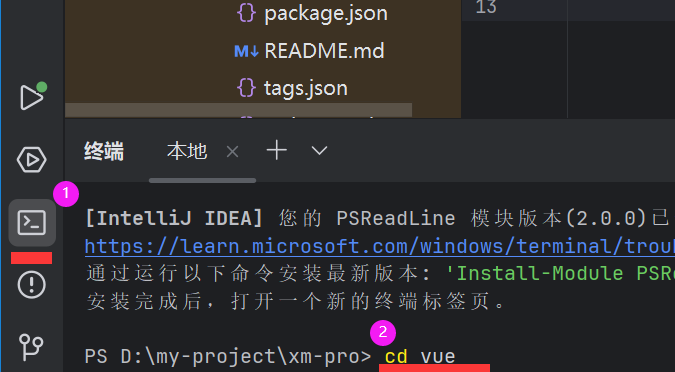 package.json
13
README.md
tags.json
终端 本地
1
[IntelliJ IDEA] 您的 PSReadLine 模块版本(2.0.0)已
https://learn.microsoft.com/windows/terminal/trou
通过运行以下命令安装最新版本: 'Install-Module PSRe
安装完成后，打开一个新的终端标签页。
2
PS D:\my-project\xm-pro> cd vue